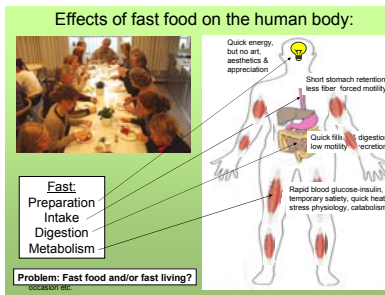 Effects of fast food on the human body:
Quick energy,
but no art,
aesthetics &
appreciation
Short stomach retention
less fiber forced motility
Quick & digestion
low motility
Rapid blood glucose-insulin,
temporary satiety, quick heat
stress physiology, catabolism
Fast:
Preparation
Intake
Digestion
Metabolism
Problem: Fast food and/or fast living?
occasion etc.